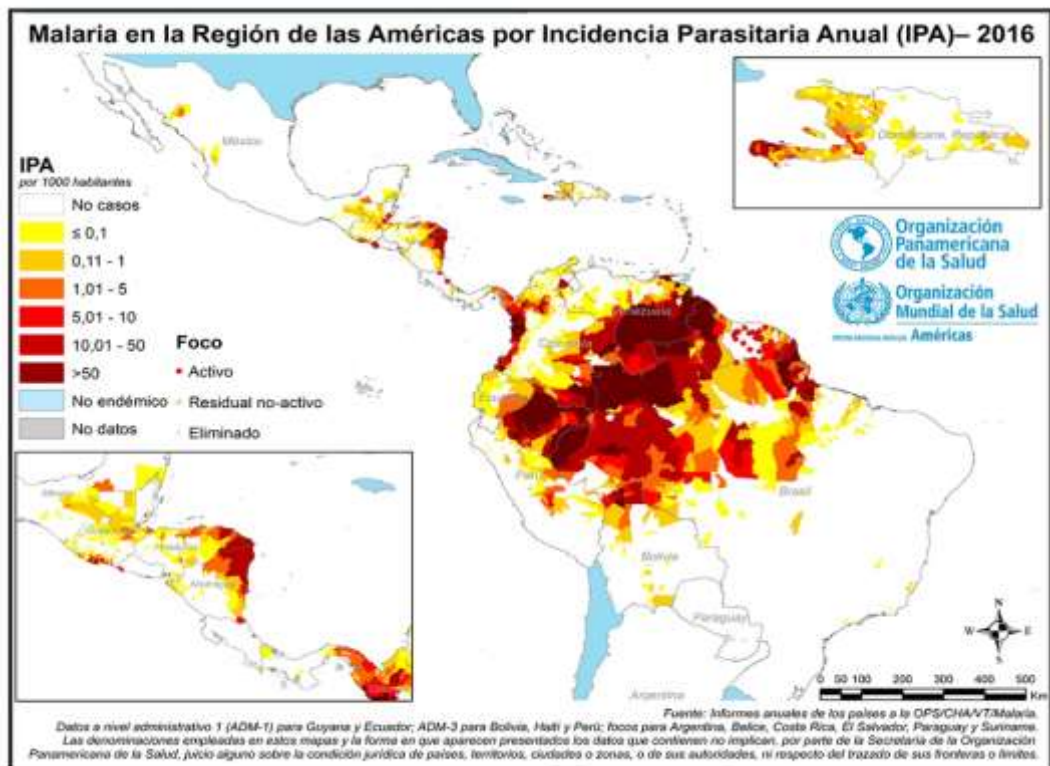 Malaria en la Región de las Américas por Incidencia Parasitaria Anual (IPA)– 2016
México
Dominicana, República
IPA
por 1000 habitantes
No casos
≤ 0,1
0,11 - 1
1,01 - 5
5,01 - 10
10,01 - 50
>50
No endémico
No datos
Foco
Activo
Residual no-activo
Eliminado
Organización
Panamericana
de la Salud
Organización
Mundial de la Salud
Américas
Venezuela
Colombia
Ecuador
Perú
Brasil
Bolivia
Paraguay
Argentina
Honduras
Nicaragua
N
W E
S
0 50 100 200 300 400 500
Km
Fuente: Informes anuales de los países a la OPS/CHA/VT/Malaria.
Datos a nivel administrativo 1 (ADM-1) para Guyana y Ecuador; ADM-3 para Bolivia, Haití y Perú; focos para Argentina, Belice, Costa Rica, El Salvador, Paraguay y Suriname.
Las denominaciones empleadas en estos mapas y la forma en que aparecen presentados los datos que contienen no implican, por parte de la Secretaría de la Organización
Panamericana de la Salud, juicio alguno sobre la condición jurídica de países, territorios, ciudades o zonas, o de sus autoridades, ni respecto del trazado de sus fronteras o límites.